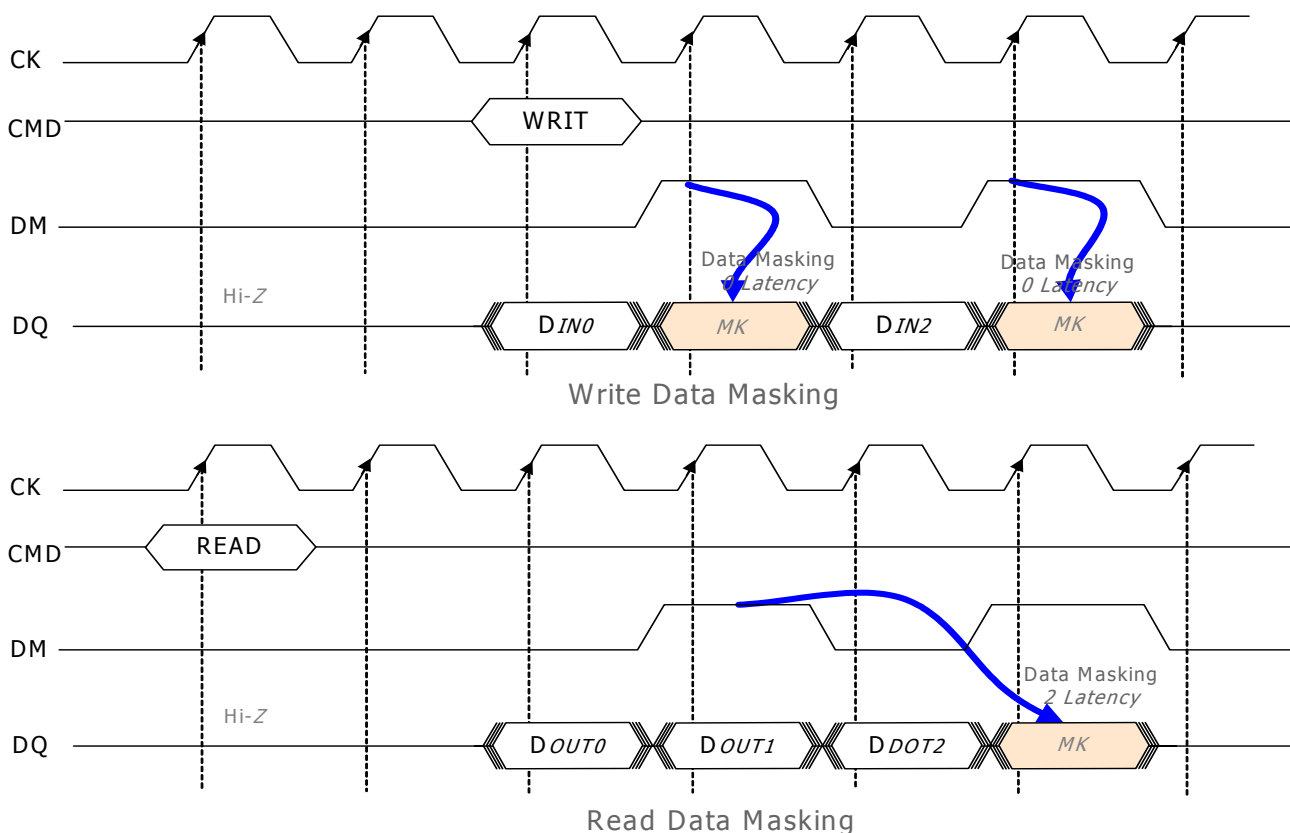 CK
CMD
WRIT
DM
Data Masking
0 Latency
Data Masking
0 Latency
Hi-Z
DQ
DIN0
MK
DIN2
MK
Write Data Masking
CK
CMD
READ
DM
Data Masking
2 Latency
Hi-Z
DQ
DOUT0
DOUT1
DDOT2
MK
Read Data Masking